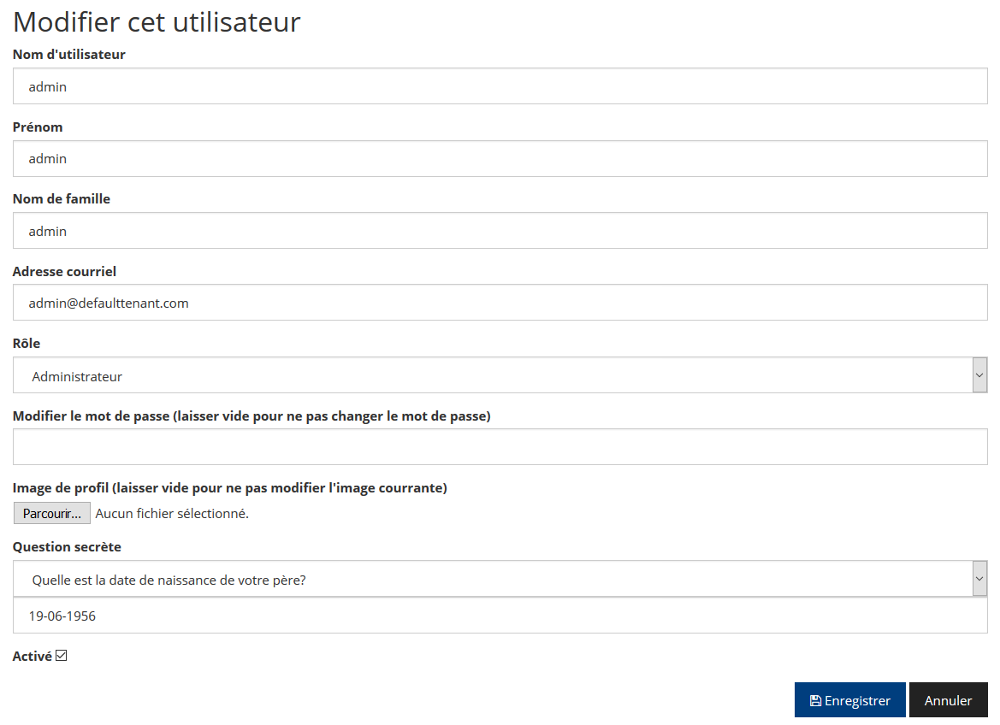 Modifier cet utilisateur
Nom d'utilisateur
admin
Prénom
admin
Nom de famille
admin
Adresse courriel
admin@defaulttenant.com
Rôle
Administrateur
Modifier le mot de passe (laisser vide pour ne pas changer le mot de passe)
Image de profil (laisser vide pour ne pas modifier l'image courrante)
Parcourir... Aucun fichier sélectionné.
Question secrète
Quelle est la date de naissance de votre père?
19-06-1956
Activé
Enregistrer Annuler